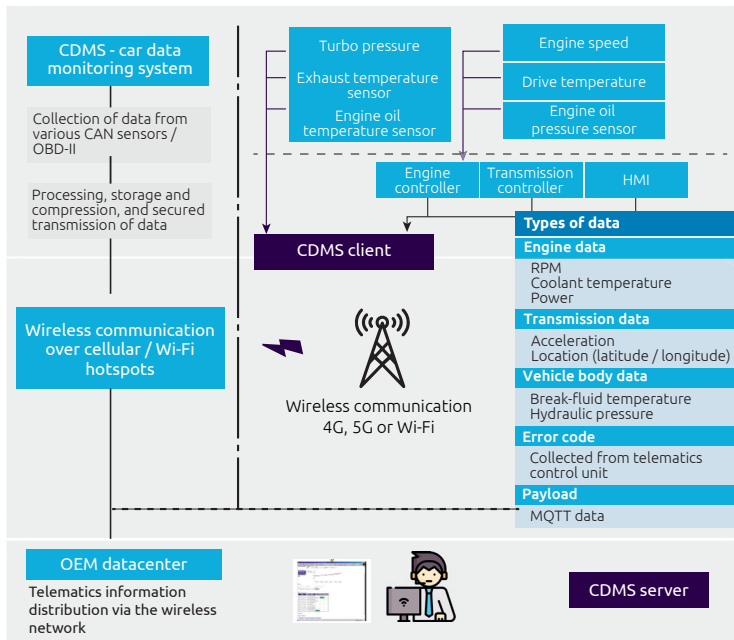 CDMS - car data
monitoring system
Collection of data from
various CAN sensors /
OBD-II
Processing, storage and
compression, and secured
transmission of data
Turbo pressure
Exhaust temperature
sensor
Engine oil
temperature sensor
Engine speed
Drive temperature
Engine oil
pressure sensor
Engine
controller
Transmission
controller
HMI
CDMS client
Types of data
Engine data
RPM
Coolant temperature
Power
Transmission data
Acceleration
Location (latitude / longitude)
Vehicle body data
Break-fluid temperature
Hydraulic pressure
Error code
Collected from telematics
control unit
Payload
MQTT data
Wireless communication
over cellular / Wi-Fi
hotspots
Wireless communication
4G, 5G or Wi-Fi
OEM datacenter
Telematics information
distribution via the wireless
network
CDMS server